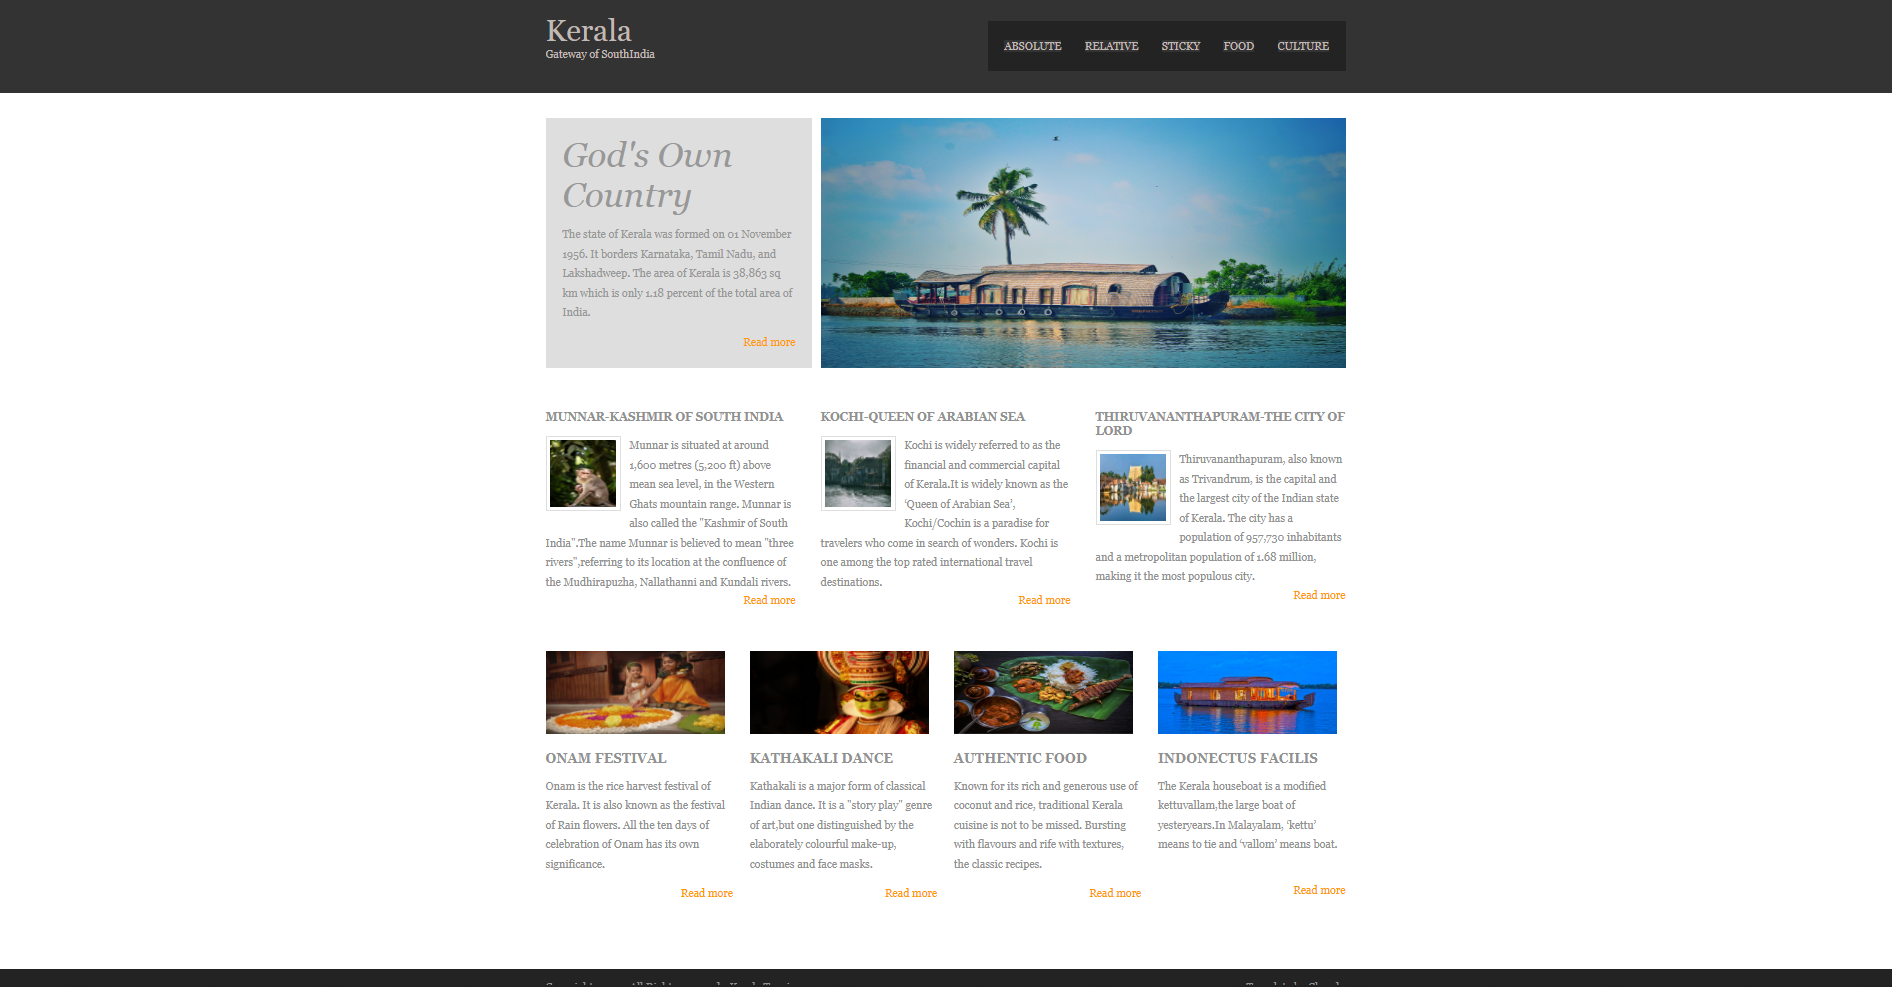 Kerala
Gateway of SouthIndia
ABSOLUTE RELATIVE STICKY FOOD CULTURE
God's Own
Country
The state of Kerala was formed on 01 November
1956. It borders Karnataka, Tamil Nadu, and
Lakshadweep. The area of Kerala is 38,863 sq
km which is only 1.18 percent of the total area of
India.
Read more
MUNNAR-KASHMIR OF SOUTH INDIA
Munnar is situated at around
1,600 metres (5,200 ft) above
mean sea level, in the Western
Ghats mountain range. Munnar is
also called the "Kashmir of South
India".The name Munnar is believed to mean "three
rivers",referring to its location at the confluence of
the Mudhirapuzha, Nallathanni and Kundali rivers.
Read more
KOCHI-QUEEN OF ARABIAN SEA
Kochi is widely referred to as the
financial and commercial capital
of Kerala.It is widely known as the
‘Queen of Arabian Sea’,
Kochi/Cochin is a paradise for
travelers who come in search of wonders. Kochi is
one among the top rated international travel
destinations.
Read more
THIRUVANANTHAPURAM-THE CITY OF
LORD
Thiruvananthapuram, also known
as Trivandrum, is the capital and
the largest city of the Indian state
of Kerala. The city has a
population of 957,730 inhabitants
and a metropolitan population of 1.68 million,
making it the most populous city.
Read more
ONAM FESTIVAL
Onam is the rice harvest festival of
Kerala. It is also known as the festival
of Rain flowers. All the ten days of
celebration of Onam has its own
significance.
Read more
KATHAKALI DANCE
Kathakali is a major form of classical
Indian dance. It is a "story play" genre
of art,but one distinguished by the
elaborately colourful make-up,
costumes and face masks.
Read more
AUTHENTIC FOOD
Known for its rich and generous use of
coconut and rice, traditional Kerala
cuisine is not to be missed. Bursting
with flavours and rife with textures,
the classic recipes.
Read more
INDONECTUS FACILIS
The Kerala houseboat is a modified
kettuvallam,the large boat of
yesteryears.In Malayalam, ‘kettu’
means to tie and ‘vallom’ means boat.
Read more